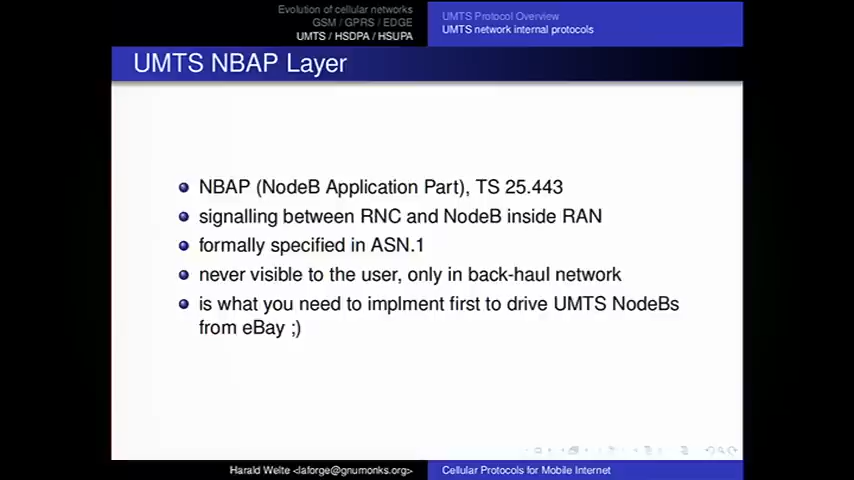 Evolution of cellular networks
GSM / GPRS / EDGE
UMTS / HSDPA / HSUPA
UMTS Protocol Overview
UMTS network internal protocols
UMTS NBAP Layer
NBAP (NodeB Application Part), TS 25.443
signalling between RNC and NodeB inside RAN
formally specified in ASN.1
never visible to the user, only in back-haul network
is what you need to implment first to drive UMTS NodeBs
from eBay ;)
Harald Welte <laforge@gnumonks.org>
Cellular Protocols for Mobile Internet